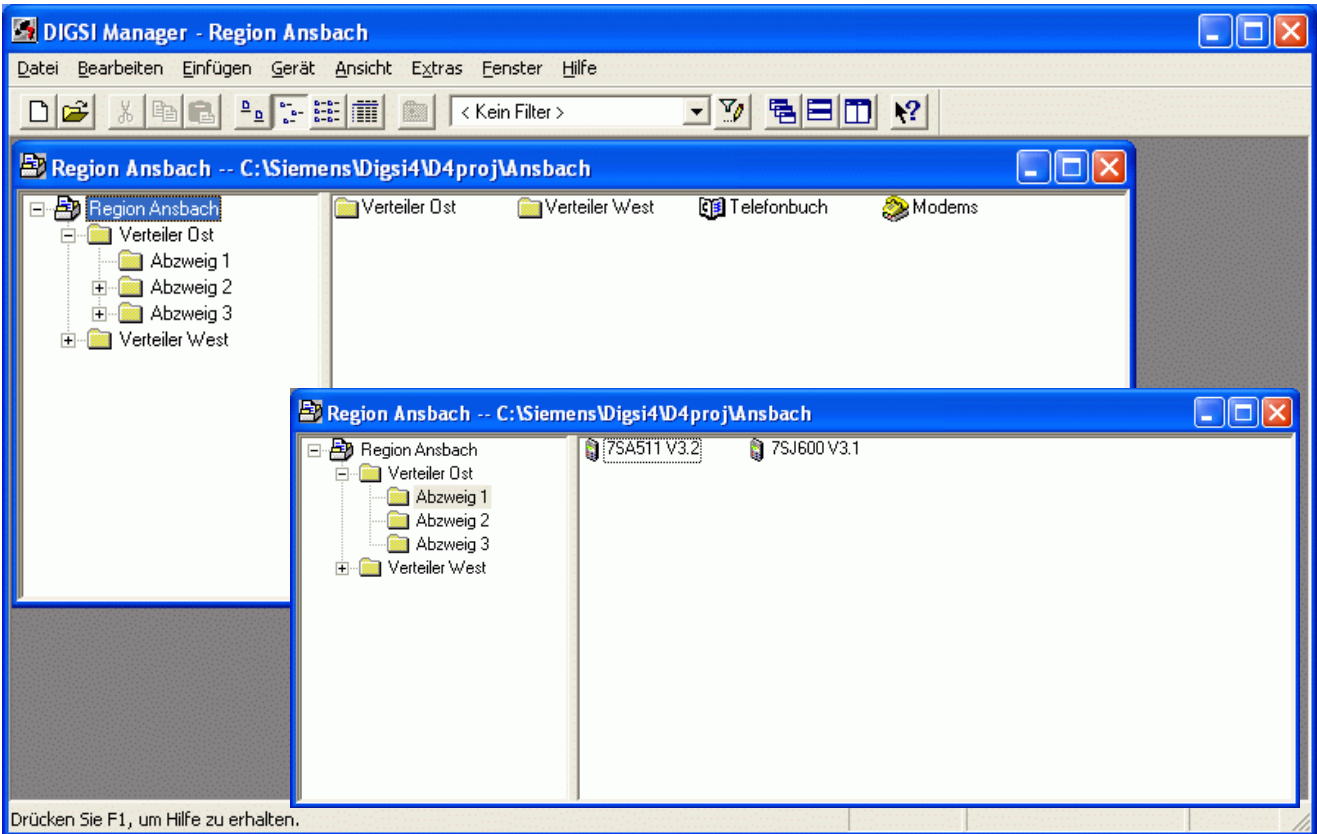 DIGSI Manager - Region Ansbach
Datei Bearbeiten Einfügen Gerät Ansicht Extras Fenster Hilfe
< Kein Filter >
Region Ansbach -- C:\Siemens\Digsi4\D4proj\Ansbach
Region Ansbach
Verteiler Ost
Abzweig 1
Abzweig 2
Abzweig 3
Verteiler West
Verteiler Ost Verteiler West Telefonbuch Modems
Region Ansbach -- C:\Siemens\Digsi4\D4proj\Ansbach
Region Ansbach
Verteiler Ost
Abzweig 1
Abzweig 2
Abzweig 3
Verteiler West
7SA511 V3.2 7SJ600 V3.1
Drücken Sie F1, um Hilfe zu erhalten.